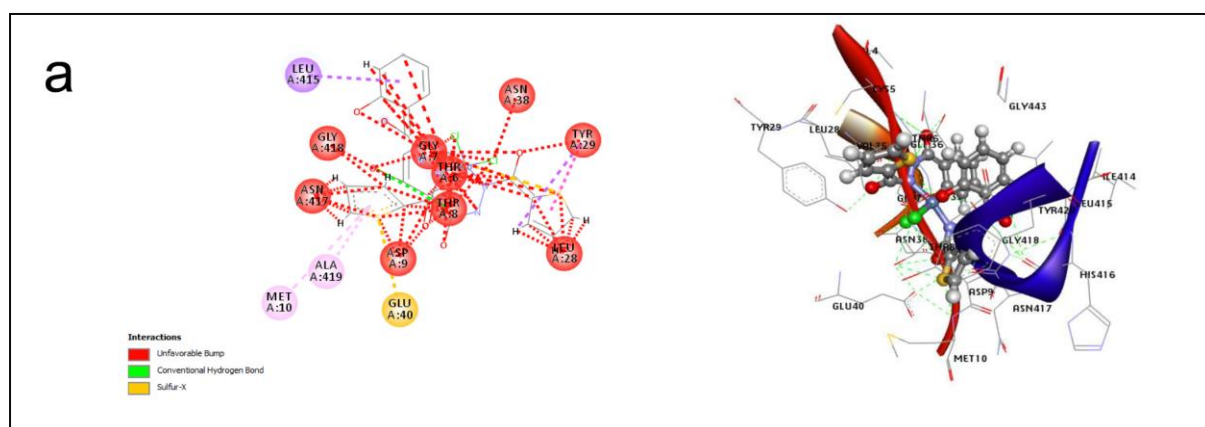 a
LEU
A:415
ASN
A:38
GLY
A:418
GLY
A:7
TYR
A:29
THR
A:6
ASN
A:417
THR
A:8
ASP
A:9
LEU
A:28
ALA
A:419
MET
A:10
GLU
A:40
Interactions
Unfavorable Bump
Conventional Hydrogen Bond
Sulfur-X
GLY443
TYR29
LEU28
ILE414
LEU415
TYR42
GLY418
HIS416
GLU40
ASP9
ASN417
MET10